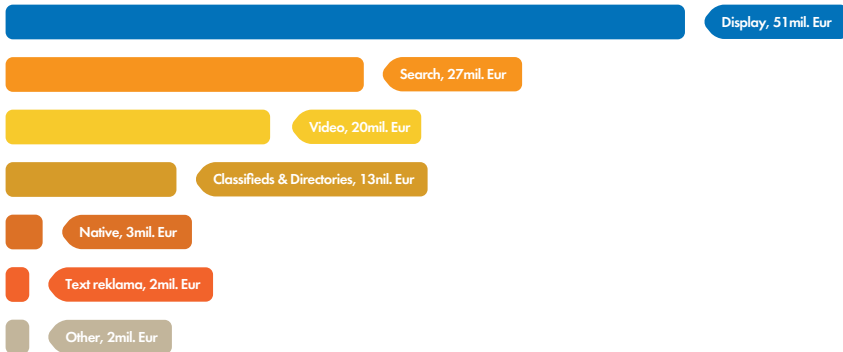 Display, 51mil. Eur
Search, 27mil. Eur
Video, 20mil. Eur
Classifieds & Directories, 13nil. Eur
Native, 3mil. Eur
Text reklama, 2mil. Eur
Other, 2mil. Eur